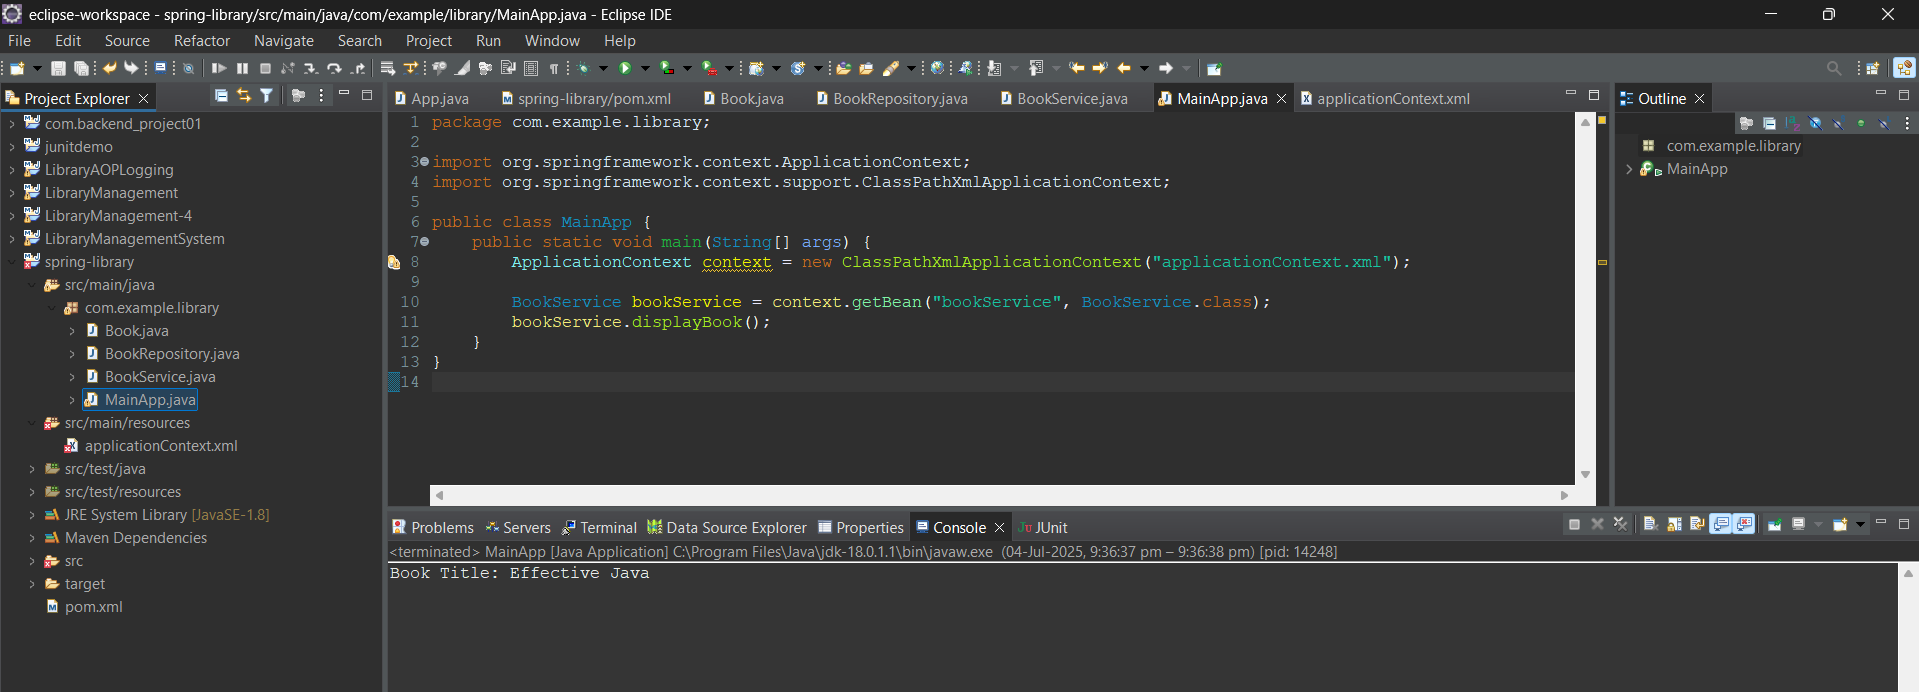 eclipse-workspace - spring-library/src/main/java/com/example/library/MainApp.java - Eclipse IDE
File Edit Source Refactor Navigate Search Project Run Window Help
Project Explorer
com.backend_project01
junitdemo
LibraryAOPLogging
LibraryManagement
LibraryManagement-4
LibraryManagementSystem
spring-library
src/main/java
com.example.library
Book.java
BookRepository.java
BookService.java
MainApp.java
src/main/resources
applicationContext.xml
src/test/java
src/test/resources
JRE System Library [JavaSE-1.8]
Maven Dependencies
src
target
pom.xml
App.java spring-library/pom.xml Book.java BookRepository.java BookService.java MainApp.java applicationContext.xml
1 package com.example.library;
2
3 import org.springframework.context.ApplicationContext;
4 import org.springframework.context.support.ClassPathXmlApplicationContext;
5
6 public class MainApp {
7 public static void main(String[] args) {
8 ApplicationContext context = new ClassPathXmlApplicationContext("applicationContext.xml");
9
10 BookService bookService = context.getBean("bookService", BookService.class);
11 bookService.displayBook();
12 }
13 }
14
Outline
com.example.library
MainApp
Problems Servers Terminal Data Source Explorer Properties Console JUnit
<terminated> MainApp [Java Application] C:\Program Files\Java\jdk-18.0.1.1\bin\javaw.exe (04-Jul-2025, 9:36:37 pm – 9:36:38 pm) [pid: 14248]
Book Title: Effective Java